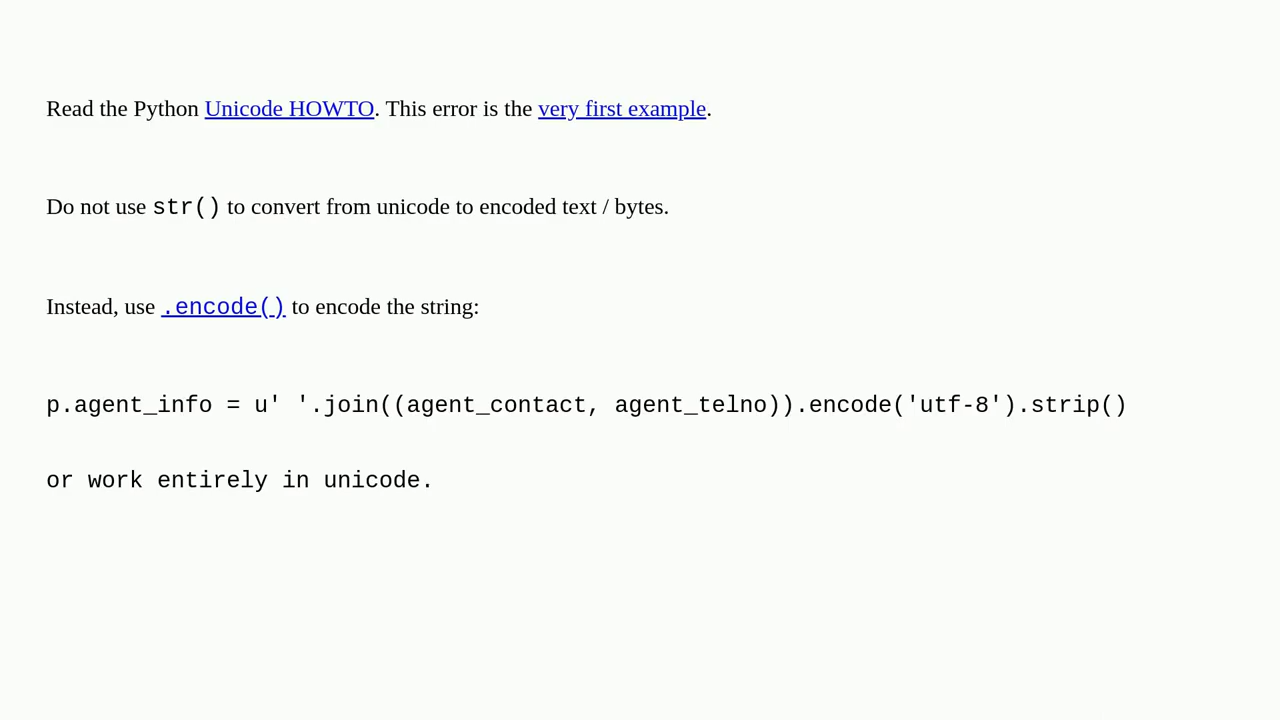 Read the Python Unicode HOWTO. This error is the very first example.
Do not use str() to convert from unicode to encoded text / bytes.
Instead, use .encode() to encode the string:
p.agent_info = u' '.join((agent_contact, agent_telno)).encode('utf-8').strip()
or work entirely in unicode.